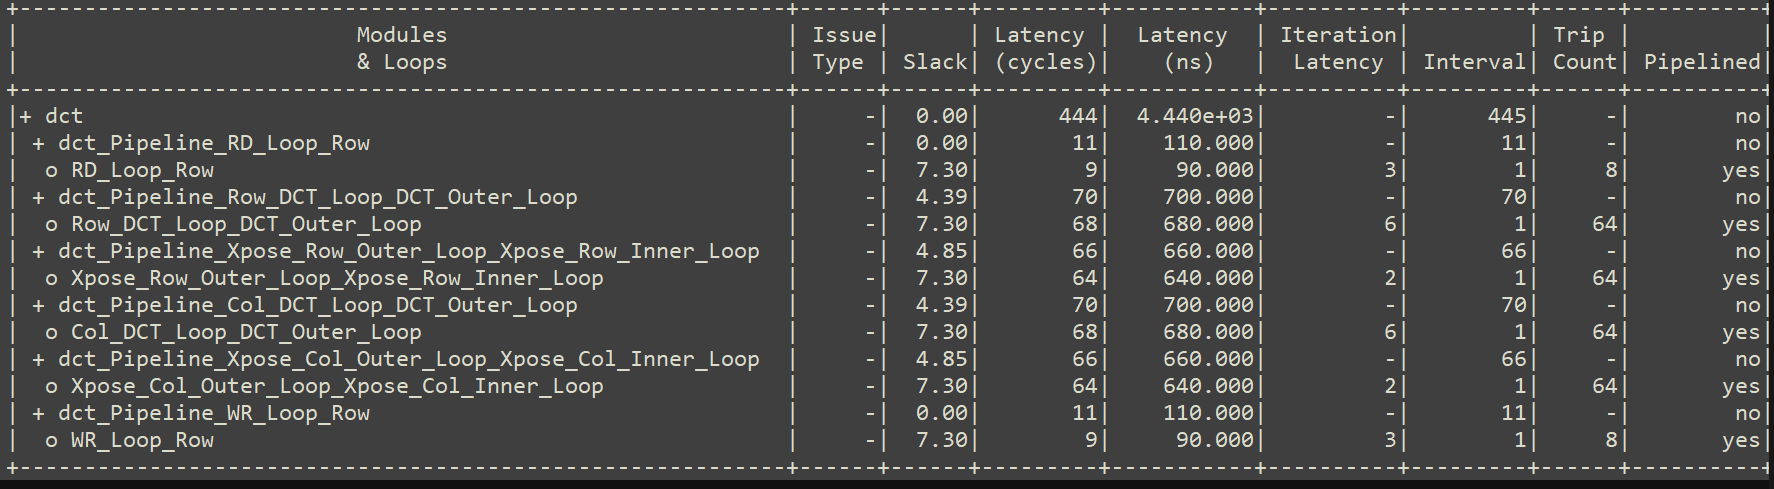 +------------------------------------------------------------+------+-------+---------+-----------+----------+---------+------+----------+
|                           Modules                          | Issue|       | Latency |  Latency  | Iteration|         | Trip |          |
|                           & Loops                          | Type | Slack | (cycles)|    (ns)   |  Latency | Interval| Count| Pipelined|
+------------------------------------------------------------+------+-------+---------+-----------+----------+---------+------+----------+
|+ dct                                                       |     -|   0.00|      444|  4.440e+03|         -|      445|     -|        no|
| + dct_Pipeline_RD_Loop_Row                                 |     -|   0.00|       11|    110.000|         -|       11|     -|        no|
|  o RD_Loop_Row                                             |     -|   7.30|        9|     90.000|         3|        1|     8|       yes|
| + dct_Pipeline_Row_DCT_Loop_DCT_Outer_Loop                 |     -|   4.39|       70|    700.000|         -|       70|     -|        no|
|  o Row_DCT_Loop_DCT_Outer_Loop                             |     -|   7.30|       68|    680.000|         6|        1|    64|       yes|
| + dct_Pipeline_Xpose_Row_Outer_Loop_Xpose_Row_Inner_Loop   |     -|   4.85|       66|    660.000|         -|       66|     -|        no|
|  o Xpose_Row_Outer_Loop_Xpose_Row_Inner_Loop               |     -|   7.30|       64|    640.000|         2|        1|    64|       yes|
| + dct_Pipeline_Col_DCT_Loop_DCT_Outer_Loop                 |     -|   4.39|       70|    700.000|         -|       70|     -|        no|
|  o Col_DCT_Loop_DCT_Outer_Loop                             |     -|   7.30|       68|    680.000|         6|        1|    64|       yes|
| + dct_Pipeline_Xpose_Col_Outer_Loop_Xpose_Col_Inner_Loop   |     -|   4.85|       66|    660.000|         -|       66|     -|        no|
|  o Xpose_Col_Outer_Loop_Xpose_Col_Inner_Loop               |     -|   7.30|       64|    640.000|         2|        1|    64|       yes|
| + dct_Pipeline_WR_Loop_Row                                 |     -|   0.00|       11|    110.000|         -|       11|     -|        no|
|  o WR_Loop_Row                                             |     -|   7.30|        9|     90.000|         3|        1|     8|       yes|
+------------------------------------------------------------+------+-------+---------+-----------+----------+---------+------+----------+